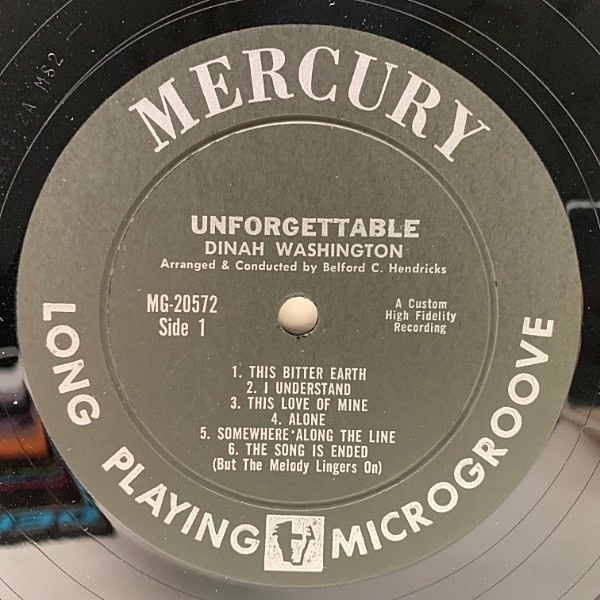 MERCURY
UNFORGETTABLE
DINAH WASHINGTON
Arranged & Conducted by Belford C. Hendricks
MG-20572
Side 1
A Custom
High Fidelity
Recording
1. THIS BITTER EARTH
2. I UNDERSTAND
3. THIS LOVE OF MINE
4. ALONE
5. SOMEWHERE ALONG THE LINE
6. THE SONG IS ENDED
(But The Melody Lingers On)
LONG PLAYING MICROGROOVE